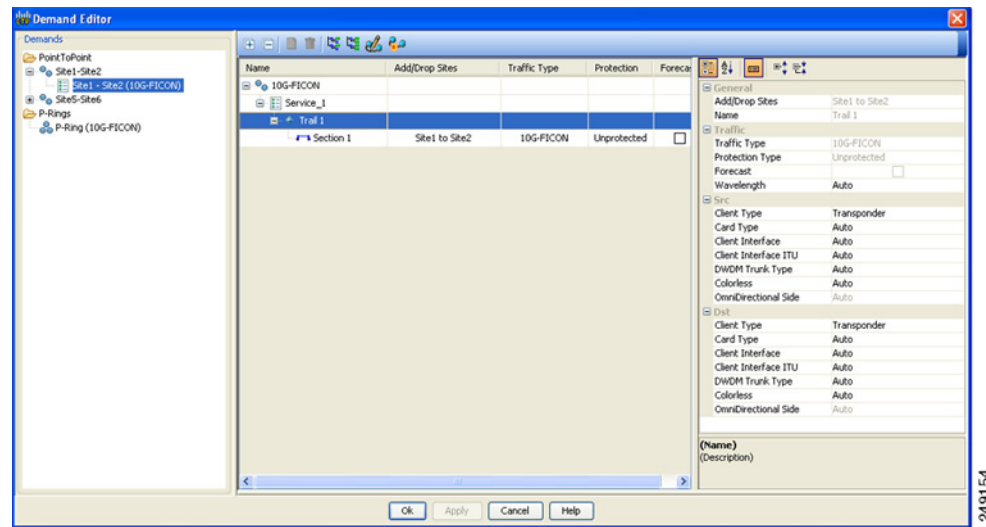 Demand Editor
Demands
PointToPoint
Site1-Site2
Site1 - Site2 (10G-FICON)
Site5-Site6
P-Rings
P-Ring (10G-FICON)
Name Add/Drop Sites Traffic Type Protection Forecas
10G-FICON
Service_1
Trail 1
Section 1 Site1 to Site2 10G-FICON Unprotected
General
Add/Drop Sites Site1 to Site2
Name Trail 1
Traffic
Traffic Type 10G-FICON
Protection Type Unprotected
Forecast
Wavelength Auto
Src
Client Type Transponder
Card Type Auto
Client Interface Auto
Client Interface ITU Auto
DWDM Trunk Type Auto
Colorless Auto
OmniDirectional Side Auto
Dst
Client Type Transponder
Card Type Auto
Client Interface Auto
Client Interface ITU Auto
DWDM Trunk Type Auto
Colorless Auto
OmniDirectional Side Auto
(Name)
(Description)
Ok Apply Cancel Help
249154